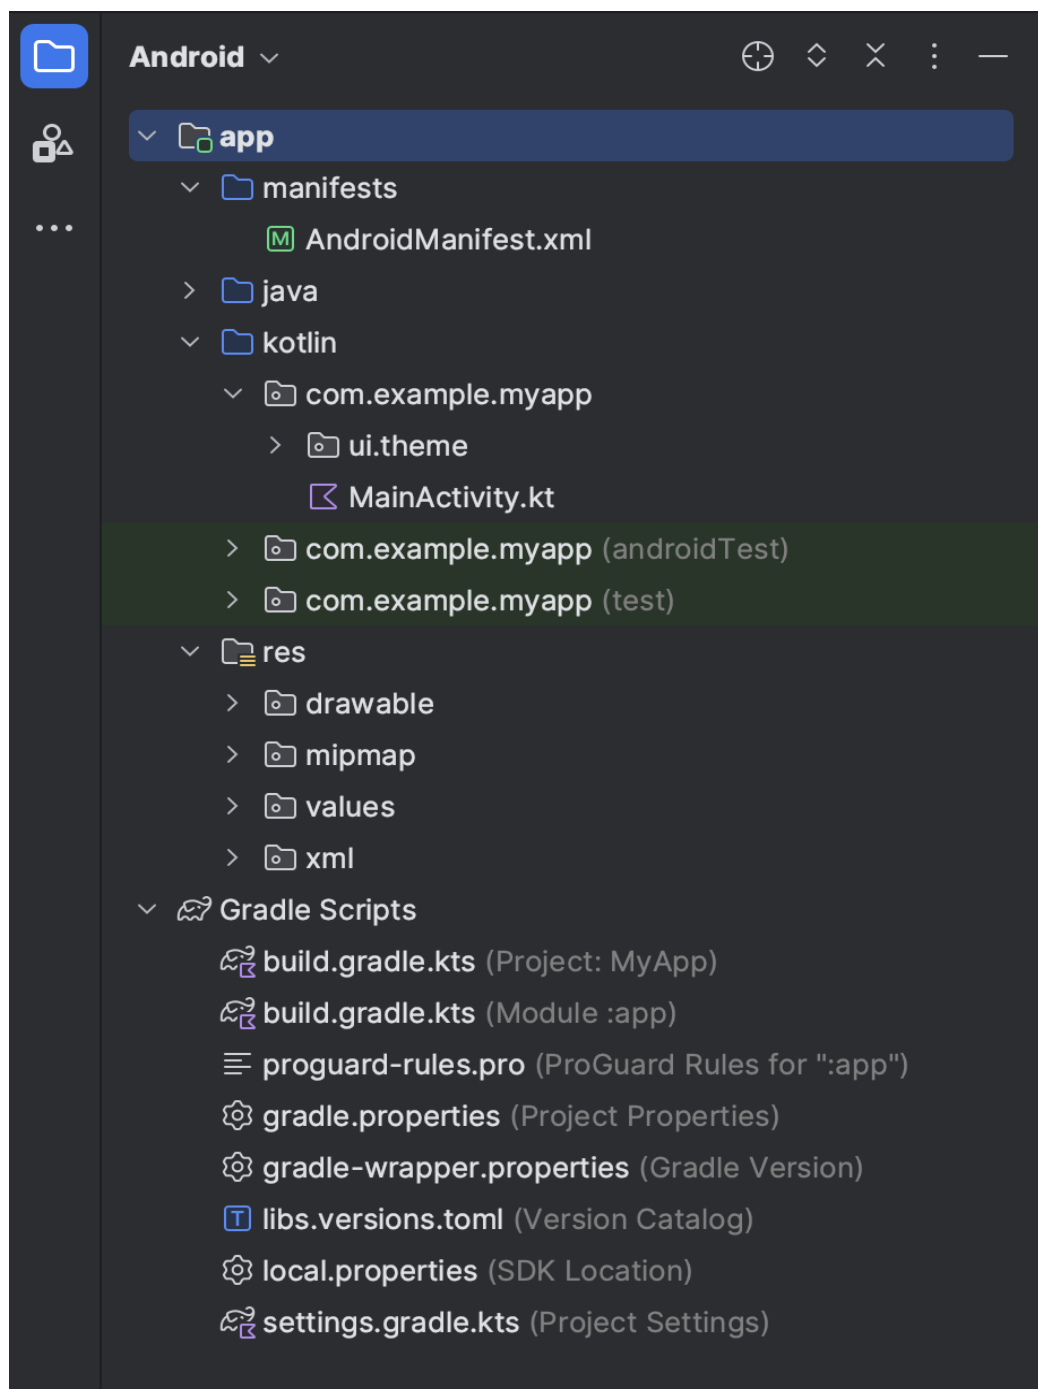 Android
app
manifests
AndroidManifest.xml
java
kotlin
com.example.myapp
ui.theme
MainActivity.kt
com.example.myapp (androidTest)
com.example.myapp (test)
res
drawable
mipmap
values
xml
Gradle Scripts
build.gradle.kts (Project: MyApp)
build.gradle.kts (Module :app)
proguard-rules.pro (ProGuard Rules for ":app")
gradle.properties (Project Properties)
gradle-wrapper.properties (Gradle Version)
libs.versions.toml (Version Catalog)
local.properties (SDK Location)
settings.gradle.kts (Project Settings)